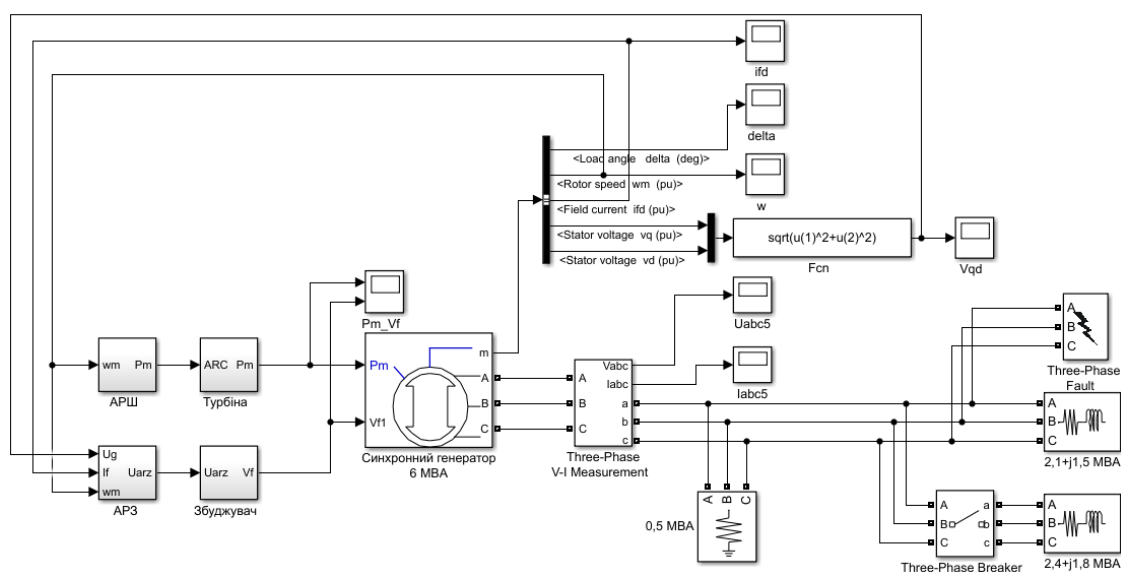 ifd
delta
<Load angle delta (deg)>
<Rotor speed wm (pu)>
w
<Field current ifd (pu)>
<Stator voltage vq (pu)>
sqrt(u(1)^2+u(2)^2)
<Stator voltage vd (pu)>
Fcn
Vqd
Pm_Vf
Uabc5
m
Pm
A
B
C
Vf1
Синхронний генератор
6 МВА
wm Pm
АРШ
ARC Pm
Турбіна
Ug
If Uarz
wm
АРЗ
Uarz Vf
Збуджувач
Vabc
Iabc
A a
B b
C c
Three-Phase
V-I Measurement
Iabc5
A
B
C
Three-Phase
Fault
A
B
C
2,1+j1,5 МВА
A B C
0,5 МВА
A a
B b
C c
Three-Phase Breaker
A
B
C
2,4+j1,8 МВА